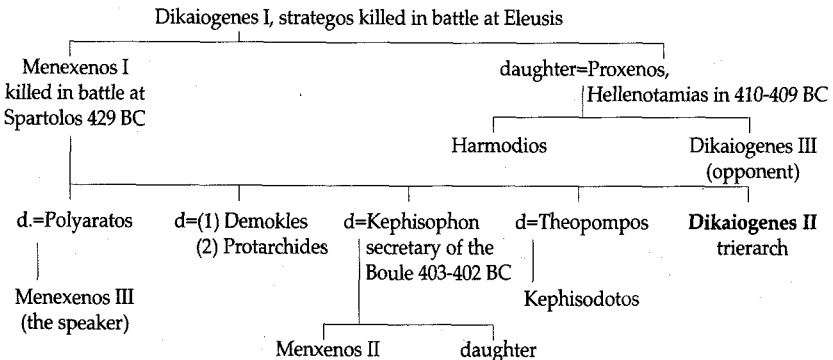 Dikaiogenes I, strategos killed in battle at Eleusis
Menexenos I
killed in battle at
Spartolos 429 BC
daughter=Proxenos,
Hellenotamias in 410-409 BC
Harmodios
Dikaiogenes III
(opponent)
d.=Polyaratos
d=(1) Demokles
(2) Protarchides
d=Kephisophon
secretary of the
Boule 403-402 BC
d=Theopompos
Dikaiogenes II
trierarch
Menexenos III
(the speaker)
Kephisodotos
Menxenos II
daughter